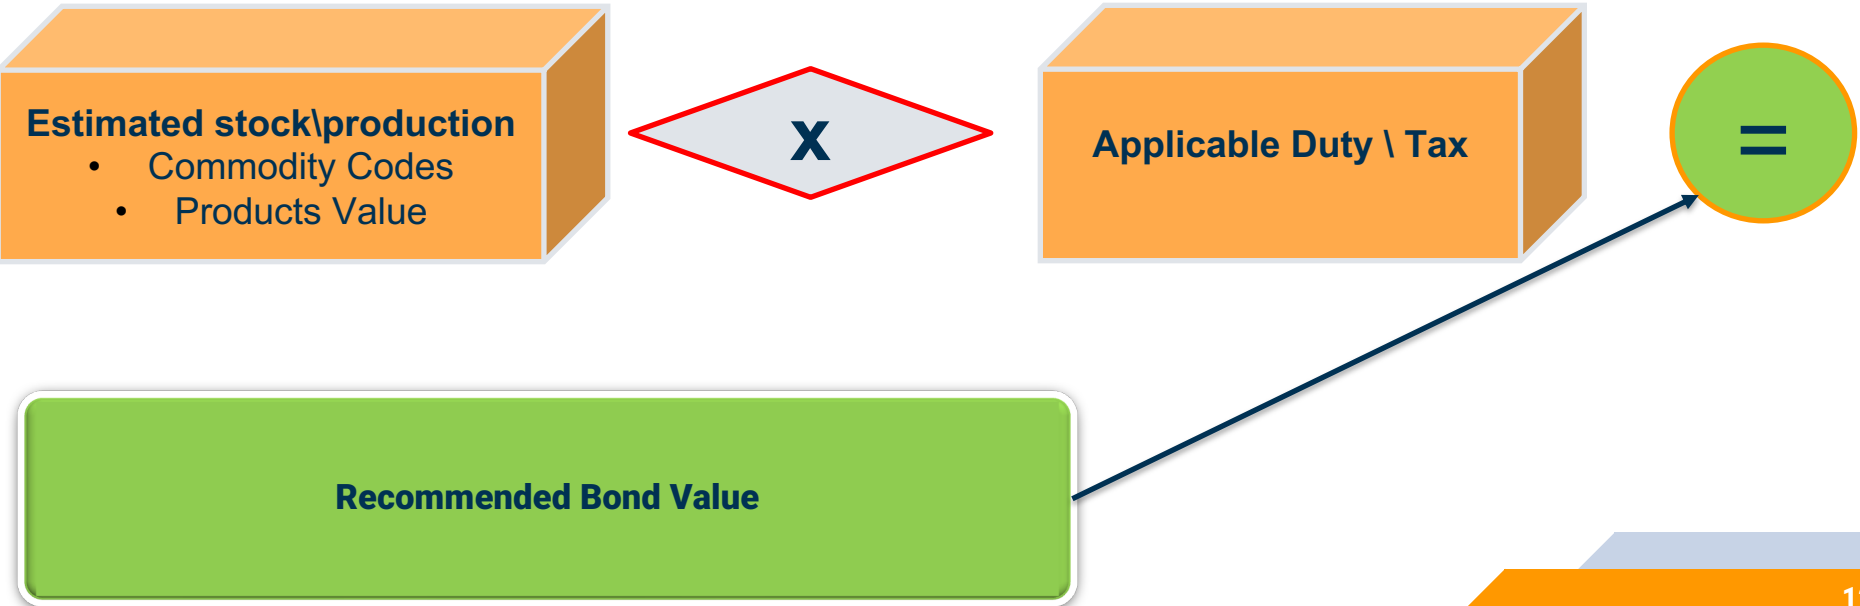 Estimated stock\production
• Commodity Codes
• Products Value
x
Applicable Duty \ Tax
=
Recommended Bond Value